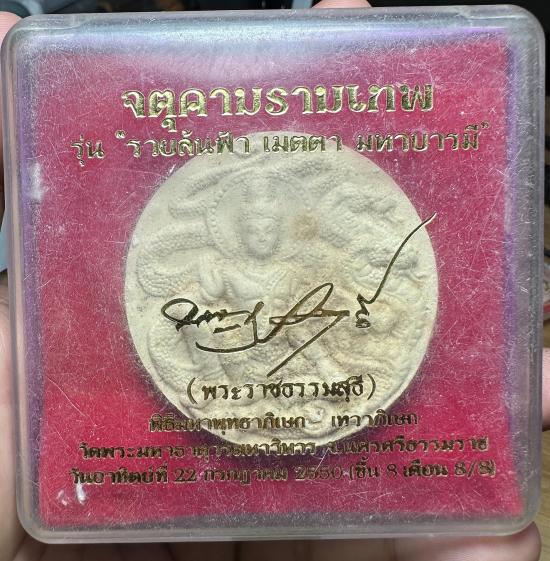 จตุคามรามเทพ
รุ่น "รวยล้นฟ้า เมตตา มหาบารมี"
(พระราชธรรมสุธี)
พิธีมหาพุทธาภิเษก - เทวาภิเษก
วัดพระมหาธาตุวรมหาวิหาร จ.นครศรีธรรมราช
วันอาทิตย์ที่ 22 กรกฎาคม 2550 (ขึ้น 8 เดือน 8/8)